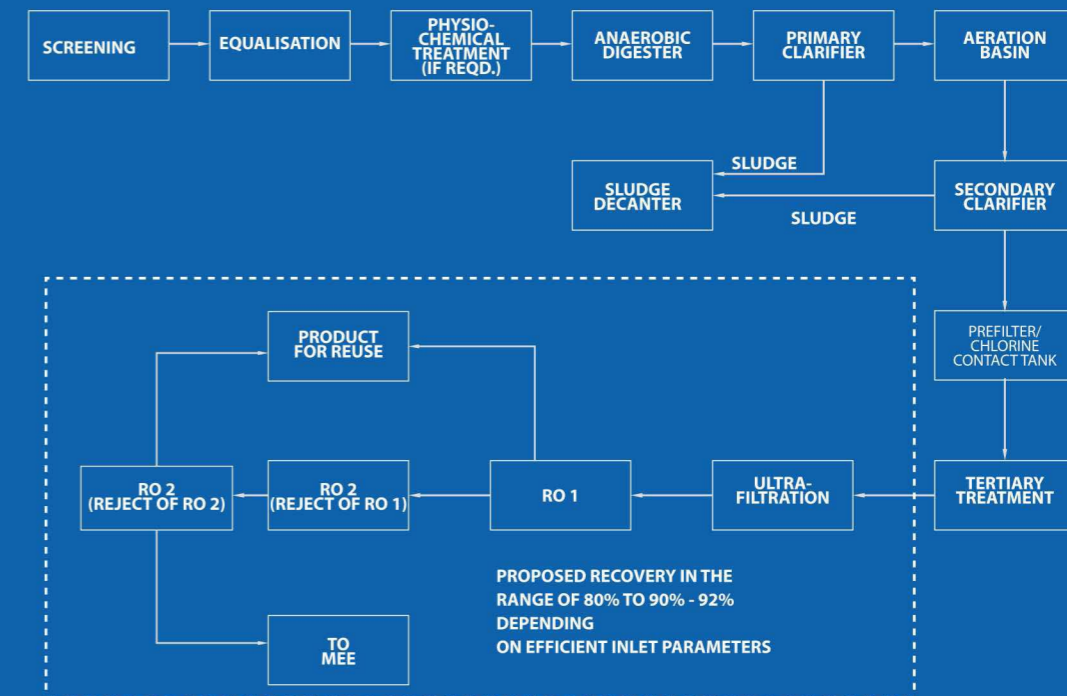 SCREENING
EQUALISATION
PHYSIO-
CHEMICAL
TREATMENT
(IF REQD.)
ANAEROBIC
DIGESTER
PRIMARY
CLARIFIER
AERATION
BASIN
SLUDGE
SLUDGE
DECANTER
SLUDGE
SECONDARY
CLARIFIER
PREFILTER/
CHLORINE
CONTACT TANK
PRODUCT
FOR REUSE
RO 2
(REJECT OF RO 2)
RO 2
(REJECT OF RO 1)
RO 1
ULTRA-
FILTRATION
TERTIARY
TREATMENT
PROPOSED RECOVERY IN THE
RANGE OF 80% TO 90% - 92%
DEPENDING
ON EFFICIENT INLET PARAMETERS
TO
MEE